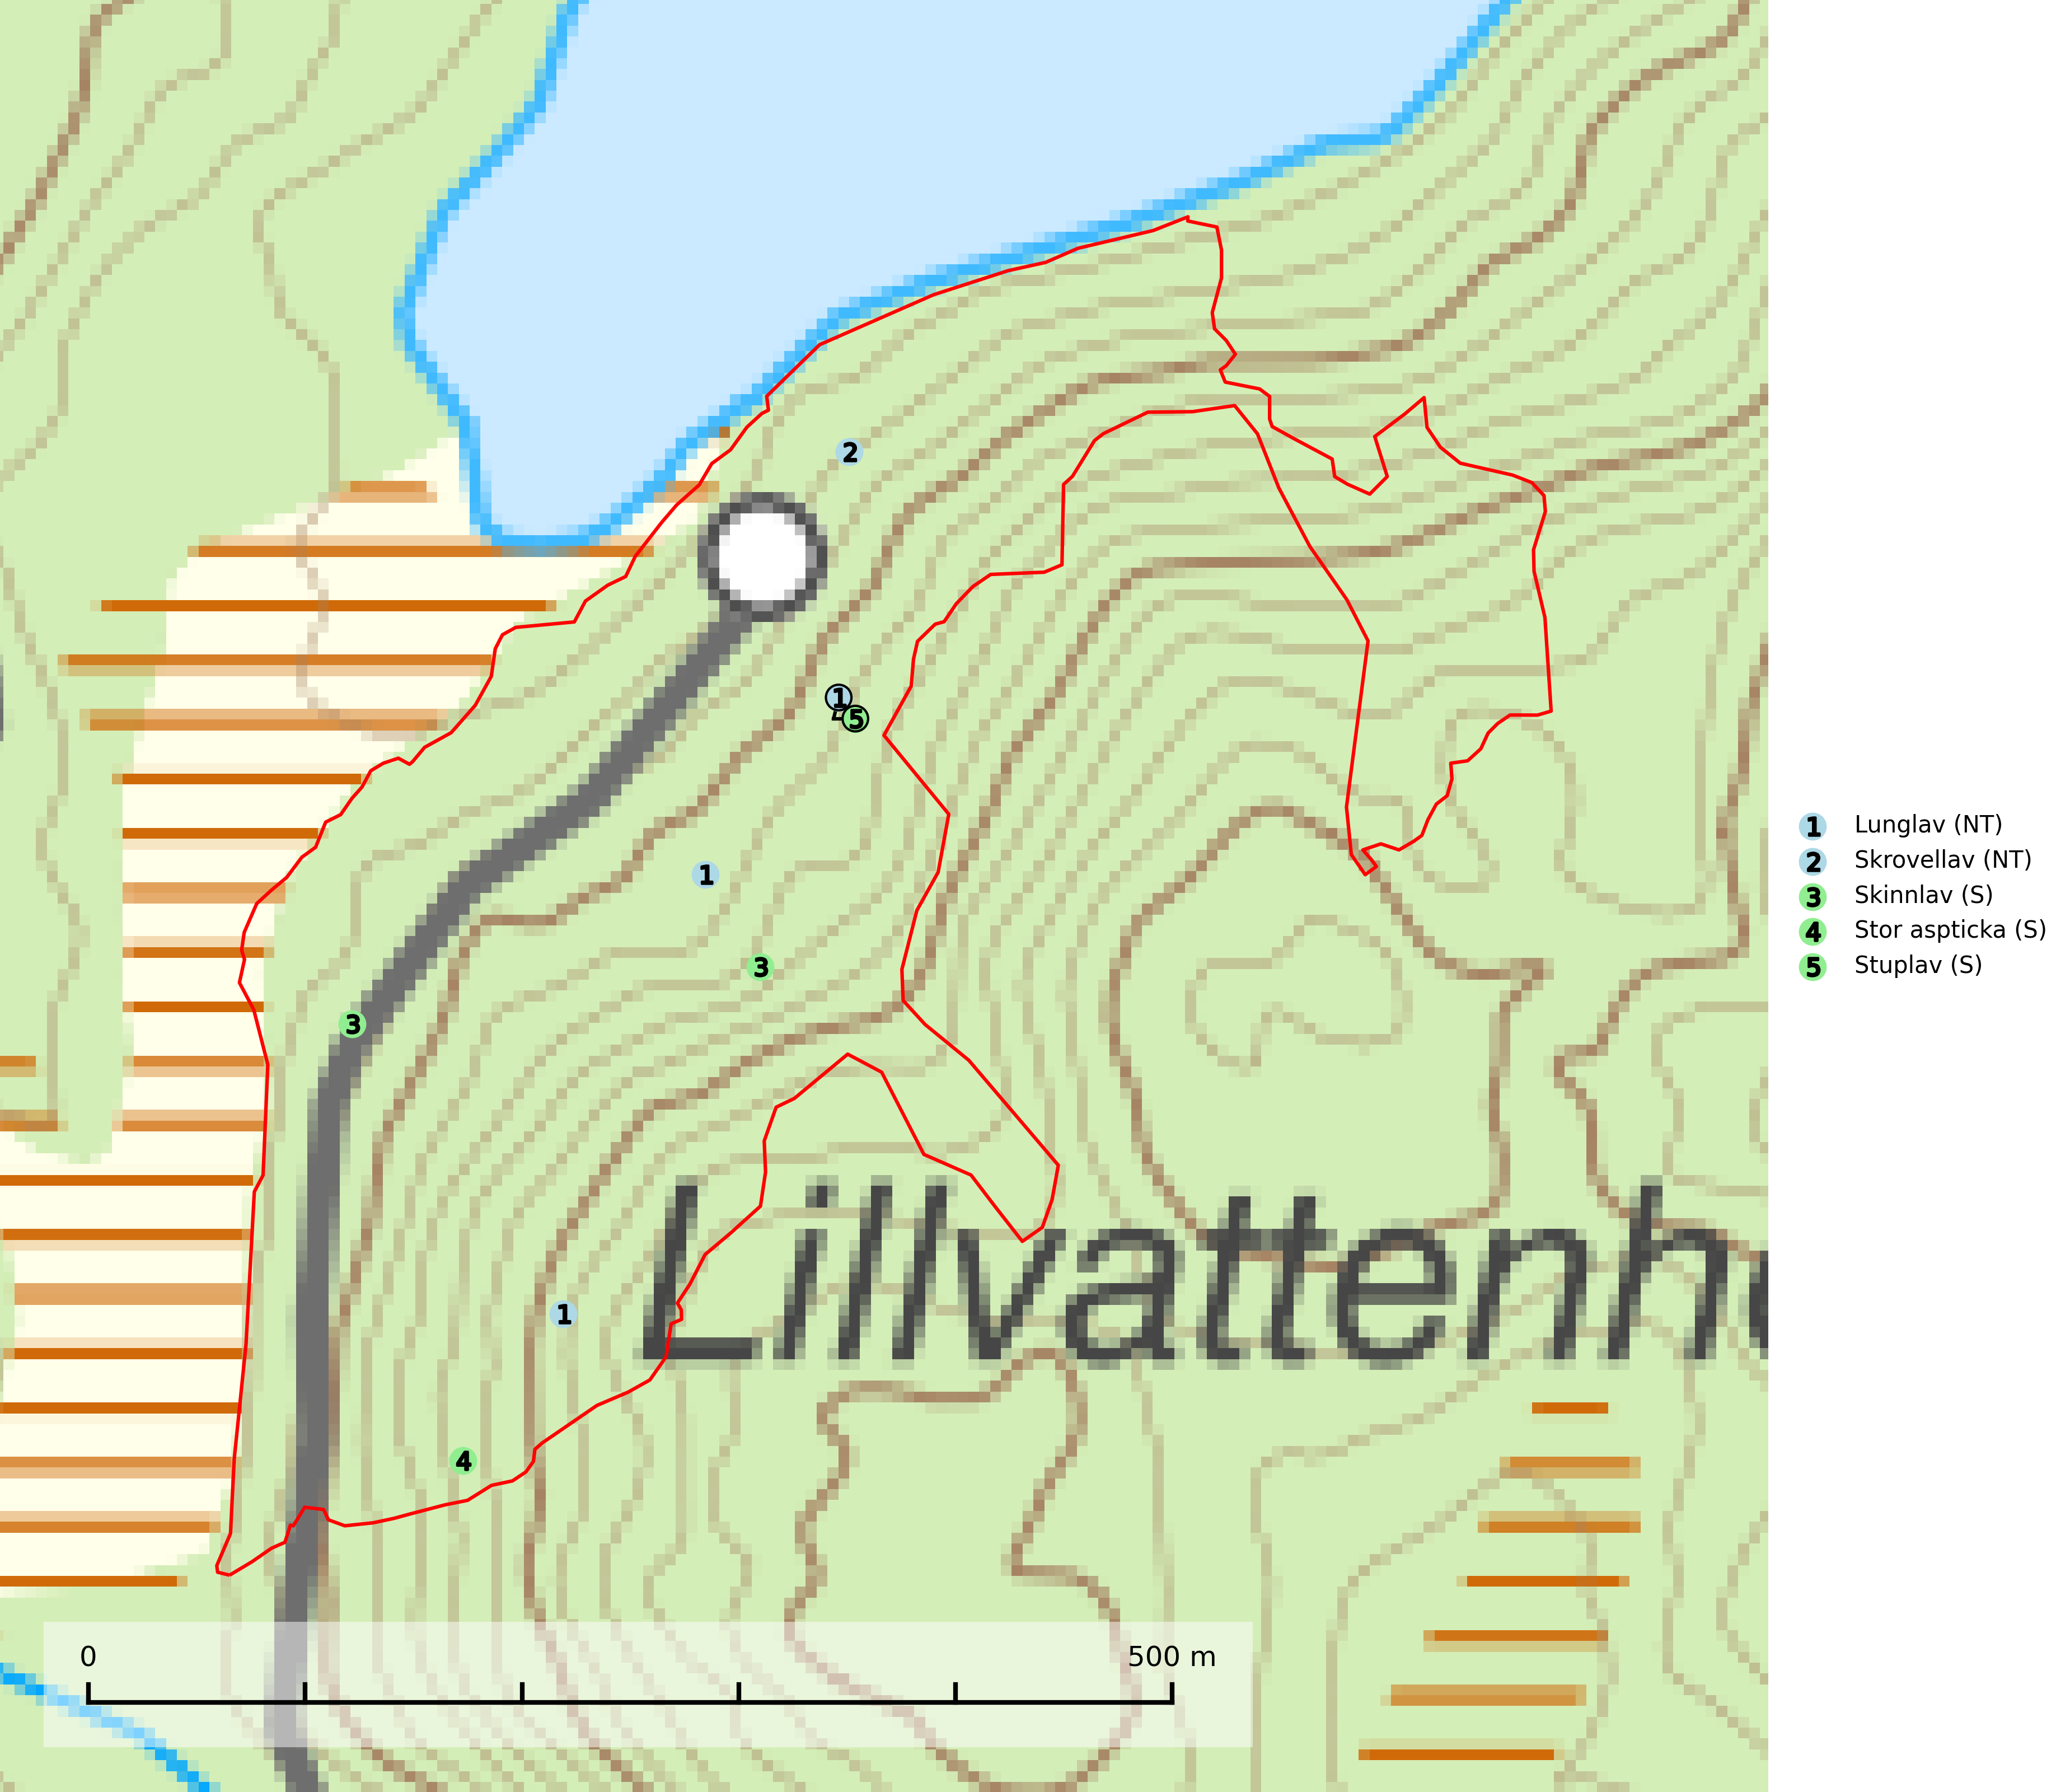 2
1
5
1
3
3
Lillvattenh
1
4
0 500 m
1 Lunglav (NT)
2 Skrovellav (NT)
3 Skinnlav (S)
4 Stor aspticka (S)
5 Stuplav (S)